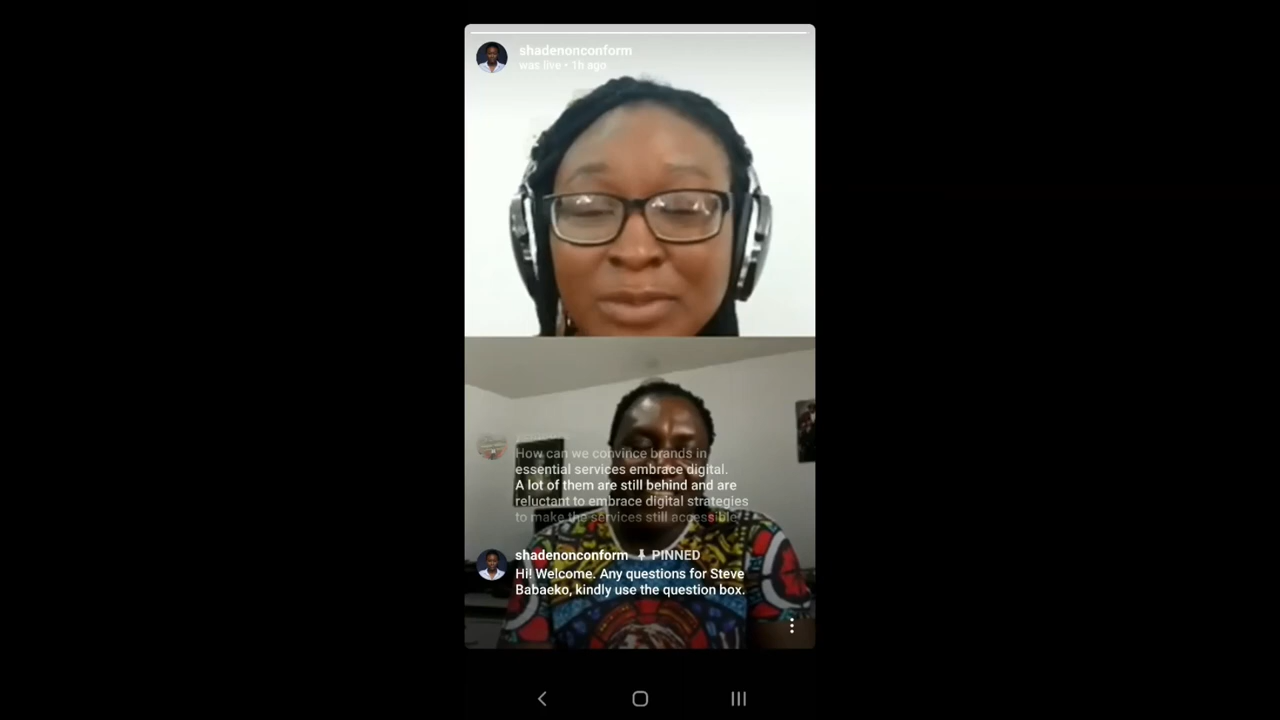 shadenonconform
was live • 1h ago
How can we convince brands in
essential services embrace digital.
A lot of them are still behind and are
reluctant to embrace digital strategies
to make the services still accessible
shadenonconform PINNED
Hi! Welcome. Any questions for Steve
Babaeko, kindly use the question box.